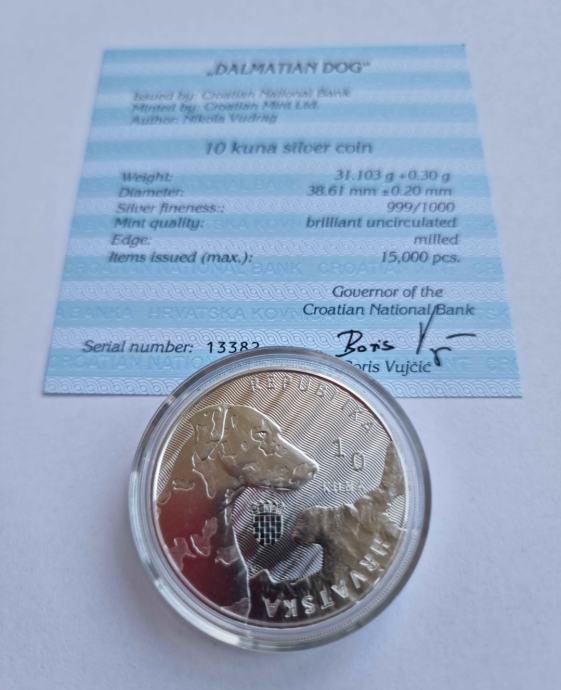 „DALMATIAN DOG“
Issued by: Croatian National Bank
Minted by: Croatian Mint Ltd.
Author: Nikola Vudrag
10 kuna silver coin
Weight: 31.103 g +0.30 g
Diameter: 38.61 mm ±0.20 mm
Silver fineness:: 999/1000
Mint quality: brilliant uncirculated
Edge: milled
Items issued (max.): 15,000 pcs.
Governor of the
Croatian National Bank
Serial number: 13382
Boris
Boris Vujčić
REPUBLIKA
10
KUNA
HRVATSKA